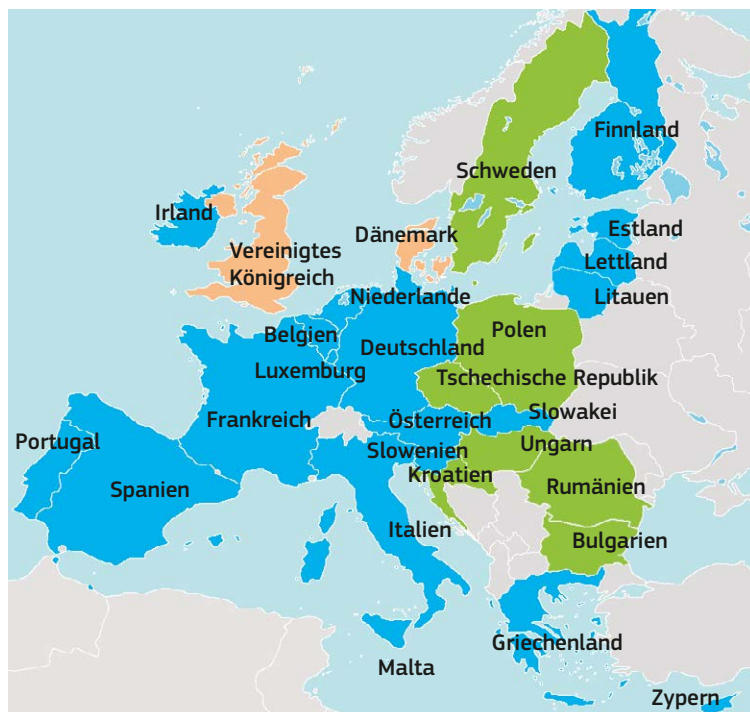 Finnland
Schweden
Irland
Estland
Dänemark
Vereinigtes
Königreich
Lettland
Litauen
Niederlande
Polen
Belgien
Deutschland
Luxemburg
Tschechische Republik
Frankreich
Österreich
Slowakei
Portugal
Slowenien
Ungarn
Kroatien
Spanien
Rumänien
Italien
Bulgarien
Griechenland
Malta
Zypern